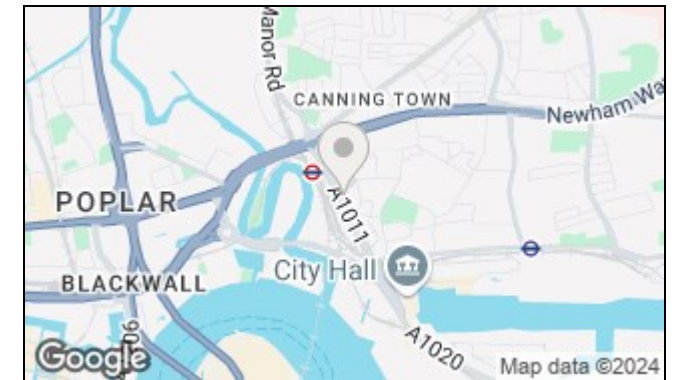 Manor Rd
CANNING TOWN
Newham Wa
POPLAR
A1011
City Hall
BLACKWALL
A1020
Google
Map data ©2024